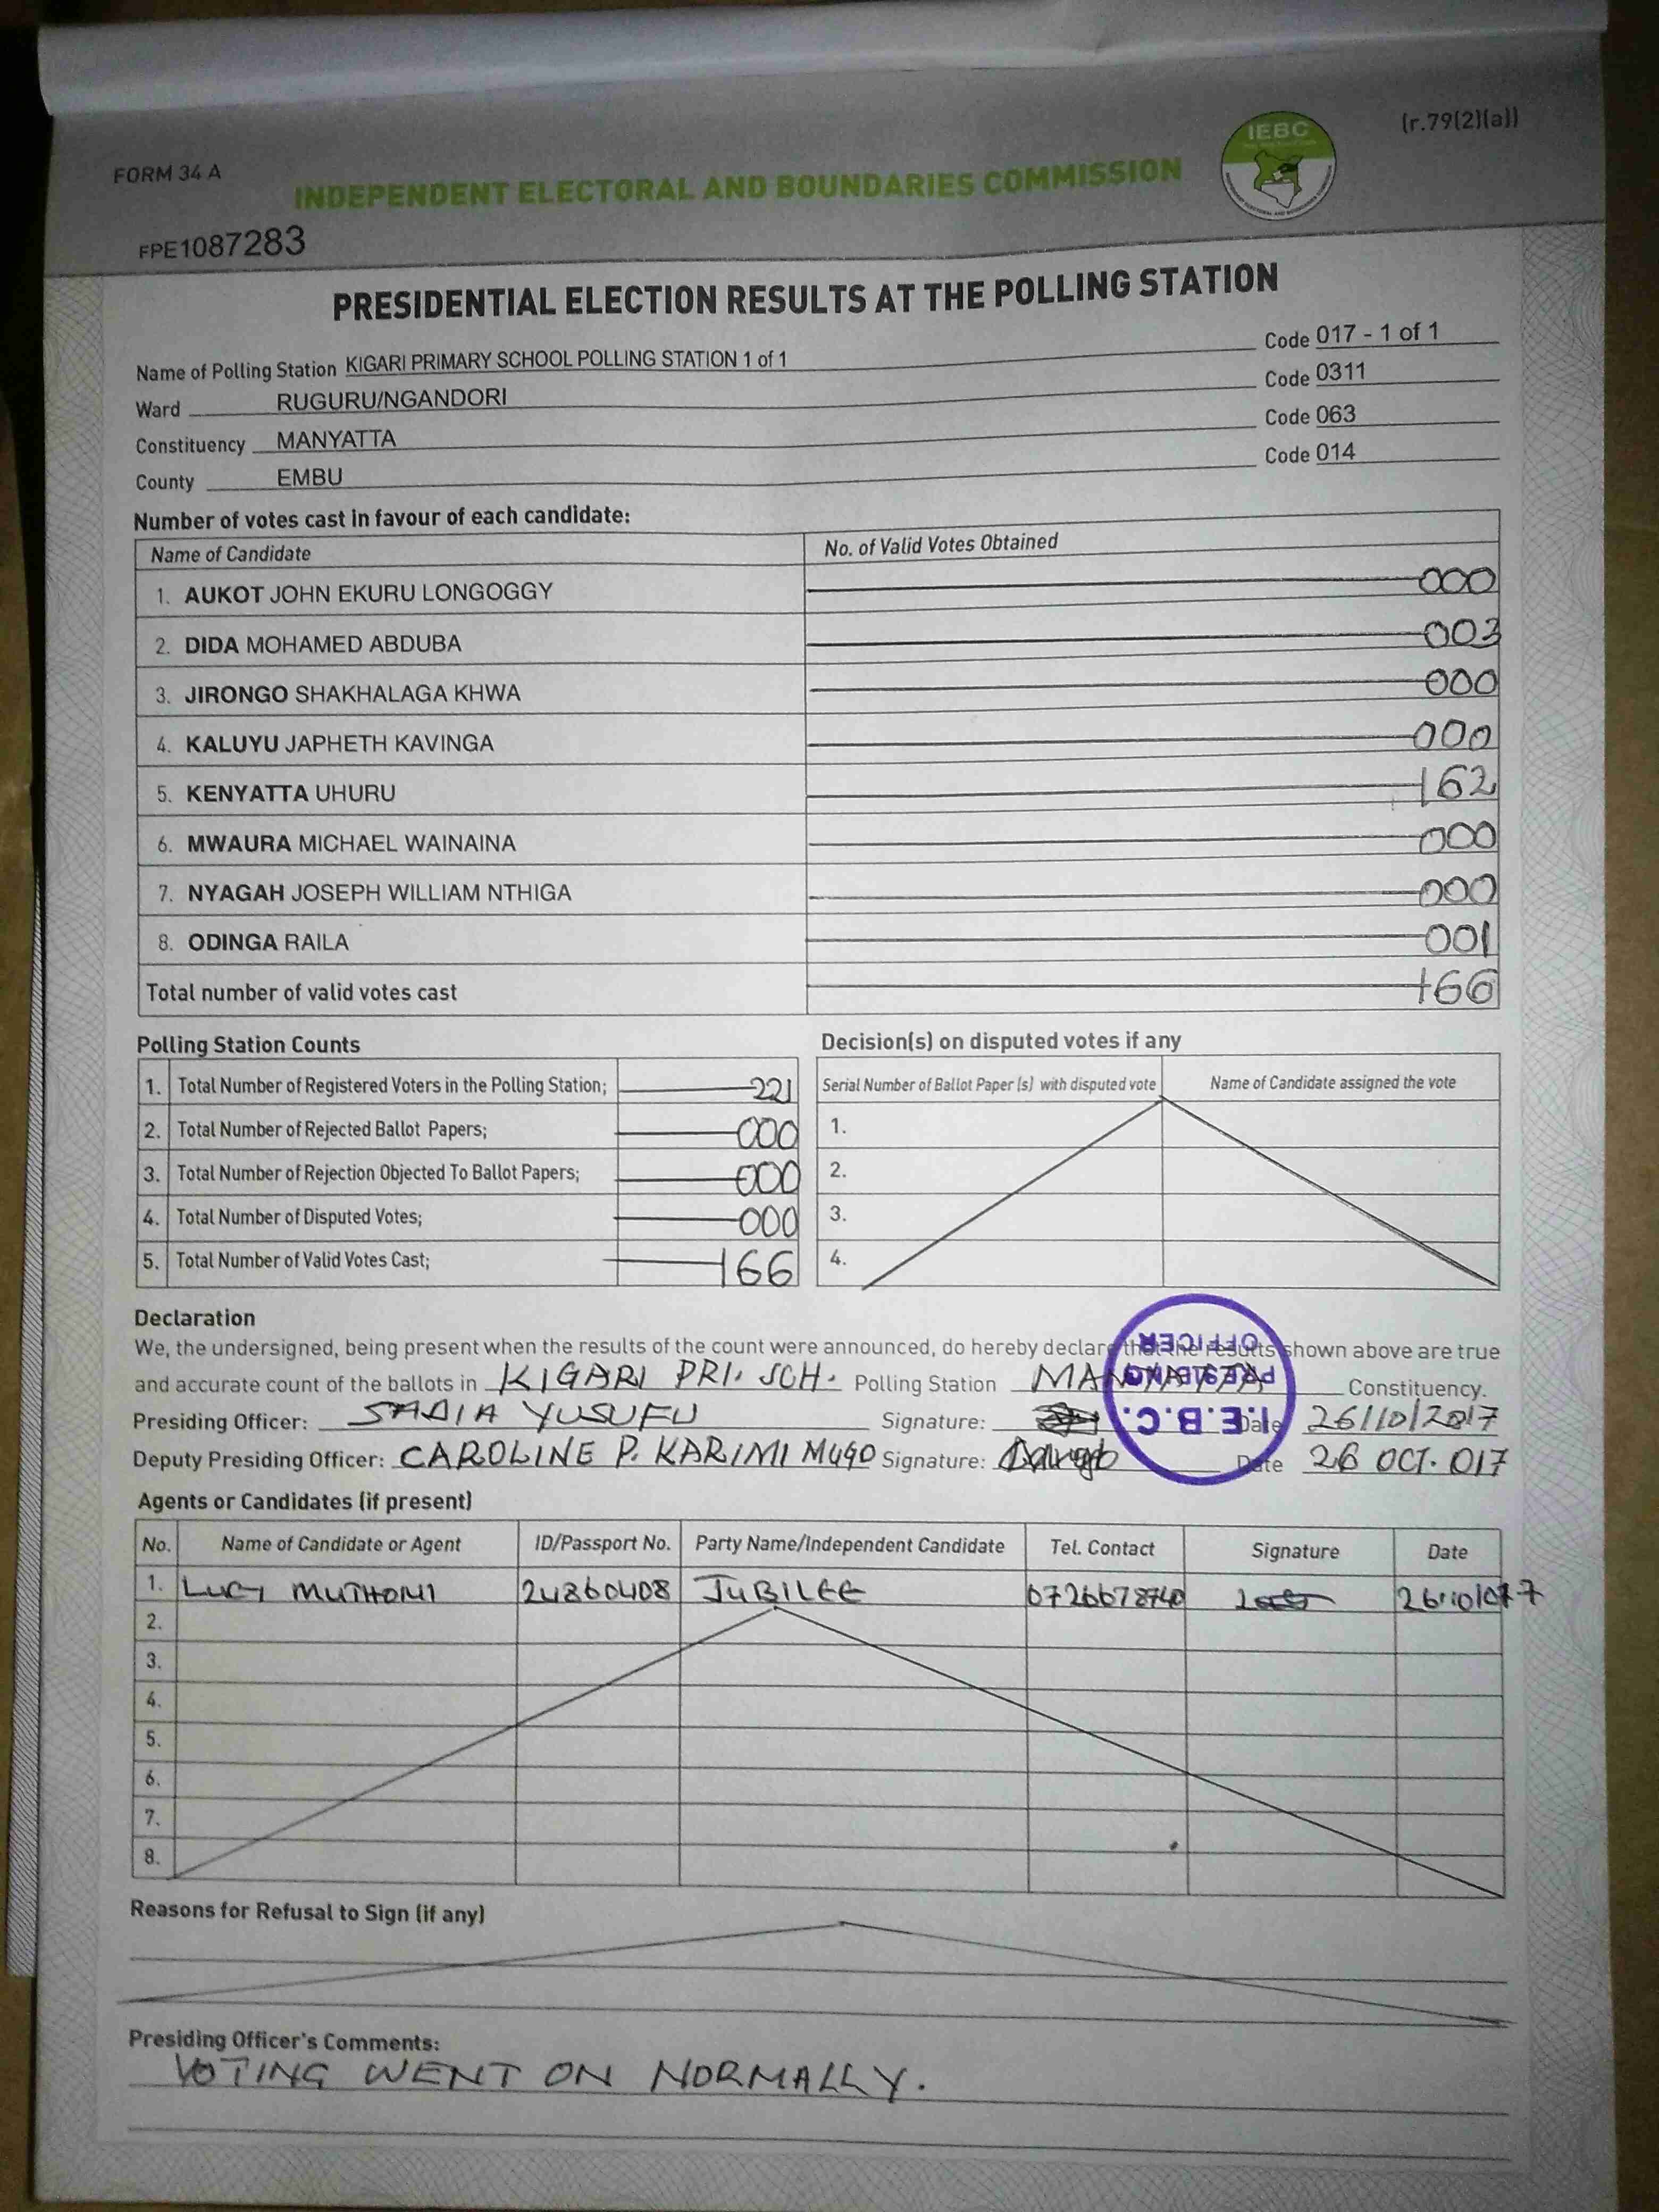 (r.79(2)(a))
IEBC
FORM 34 A
INDEPENDENT ELECTORAL AND BOUNDARIES COMMISSION
FPE1087283
PRESIDENTIAL ELECTION RESULTS AT THE POLLING STATION
Name of Polling Station KIGARI PRIMARY SCHOOL POLLING STATION 1 of 1 Code 017 - 1 of 1
Ward RUGURU/NGANDORI Code 0311
Constituency MANYATTA Code 063
County EMBU Code 014
Number of votes cast in favour of each candidate:
Name of Candidate No. of Valid Votes Obtained
1. AUKOT JOHN EKURU LONGOGGY 000
2. DIDA MOHAMED ABDUBA 003
3. JIRONGO SHAKHALAGA KHWA 000
4. KALUYU JAPHETH KAVINGA 000
5. KENYATTA UHURU 162
6. MWAURA MICHAEL WAINAINA 000
7. NYAGAH JOSEPH WILLIAM NTHIGA 000
8. ODINGA RAILA 001
Total number of valid votes cast 166
Polling Station Counts
1. Total Number of Registered Voters in the Polling Station; 221
2. Total Number of Rejected Ballot Papers; 000
3. Total Number of Rejection Objected To Ballot Papers; 000
4. Total Number of Disputed Votes; 000
5. Total Number of Valid Votes Cast; 166
Decision(s) on disputed votes if any
Serial Number of Ballot Paper (s) with disputed vote Name of Candidate assigned the vote
1.
2.
3.
4.
Declaration
We, the undersigned, being present when the results of the count were announced, do hereby declare that the results shown above are true
and accurate count of the ballots in KIGARI PRI. SCH. Polling Station MANYATTA Constituency.
Presiding Officer: SADIA YUSUFU Signature: Date 26/10/2017
Deputy Presiding Officer: CAROLINE P. KARIMI MUGO Signature: Date 26 OCT. 017
I.E.B.C.
PRESIDING
OFFICER
Agents or Candidates (if present)
No. Name of Candidate or Agent ID/Passport No. Party Name/Independent Candidate Tel. Contact Signature Date
1. LUCY MUTHONI 24860408 JUBILEE 0726678740
2.
3.
4.
5.
6.
7.
8.
Reasons for Refusal to Sign (if any)
Presiding Officer's Comments:
VOTING WENT ON NORMALLY.